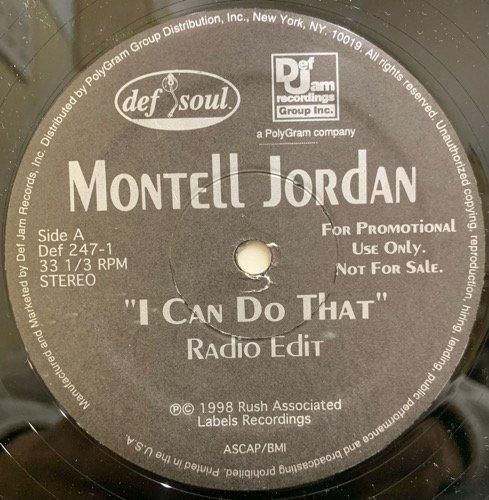 Manufactured and Marketed by Def Jam Records, Inc. Distributed by PolyGram Group Distribution, Inc., New York, NY. 10019. All rights reserved. Unauthorized copying, reproduction, hiring, lending, public performance and broadcasting prohibited. Printed in the U.S.A.
def soul.
Def
Jam
recordings
Group Inc.
a PolyGram company
MONTELL JORDAN
Side A
Def 247-1
33 1/3 RPM
STEREO
FOR PROMOTIONAL
USE ONLY.
NOT FOR SALE.
"I CAN DO THAT"
RADIO EDIT
℗© 1998 Rush Associated
Labels Recordings
ASCAP/BMI